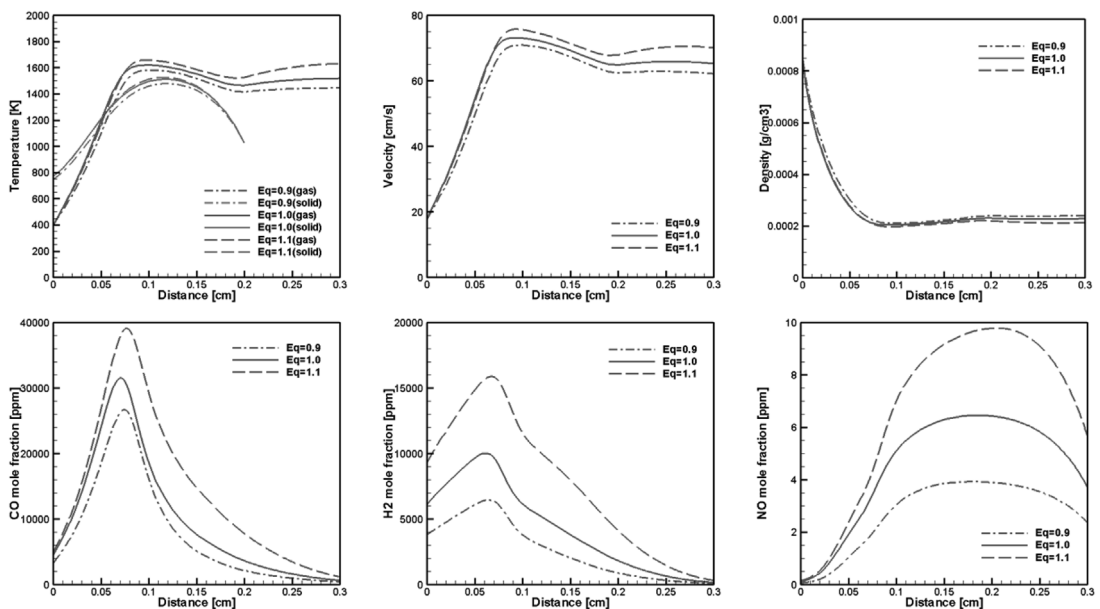 2000
1800
1600
1400
1200
1000
800
600
400
200
0
Temperature [K]
Eq=0.9(gas)
Eq=0.9(solid)
Eq=1.0(gas)
Eq=1.0(solid)
Eq=1.1(gas)
Eq=1.1(solid)
0 0.05 0.1 0.15 0.2 0.25 0.3
Distance [cm]
80
60
40
20
0
Velocity [cm/s]
Eq=0.9
Eq=1.0
Eq=1.1
0 0.05 0.1 0.15 0.2 0.25 0.3
Distance [cm]
0.001
0.0008
0.0006
0.0004
0.0002
0
Density [g/cm3]
Eq=0.9
Eq=1.0
Eq=1.1
0 0.05 0.1 0.15 0.2 0.25 0.3
Distance [cm]
40000
30000
20000
10000
0
CO mole fraction [ppm]
Eq=0.9
Eq=1.0
Eq=1.1
0 0.05 0.1 0.15 0.2 0.25 0.3
Distance [cm]
20000
15000
10000
5000
0
H2 mole fraction [ppm]
Eq=0.9
Eq=1.0
Eq=1.1
0 0.05 0.1 0.15 0.2 0.25 0.3
Distance [cm]
10
8
6
4
2
0
NO mole fraction [ppm]
Eq=0.9
Eq=1.0
Eq=1.1
0 0.05 0.1 0.15 0.2 0.25 0.3
Distance [cm]